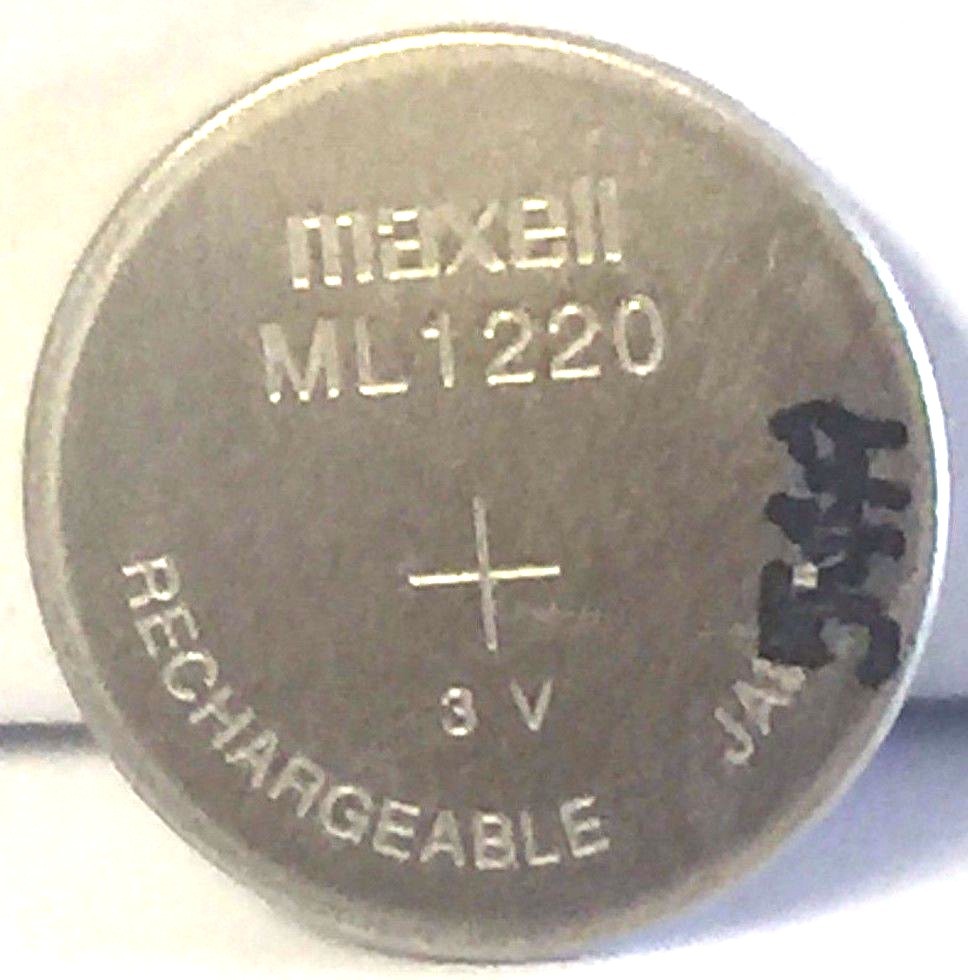 maxell
ML1220
+
3 V
RECHARGEABLE